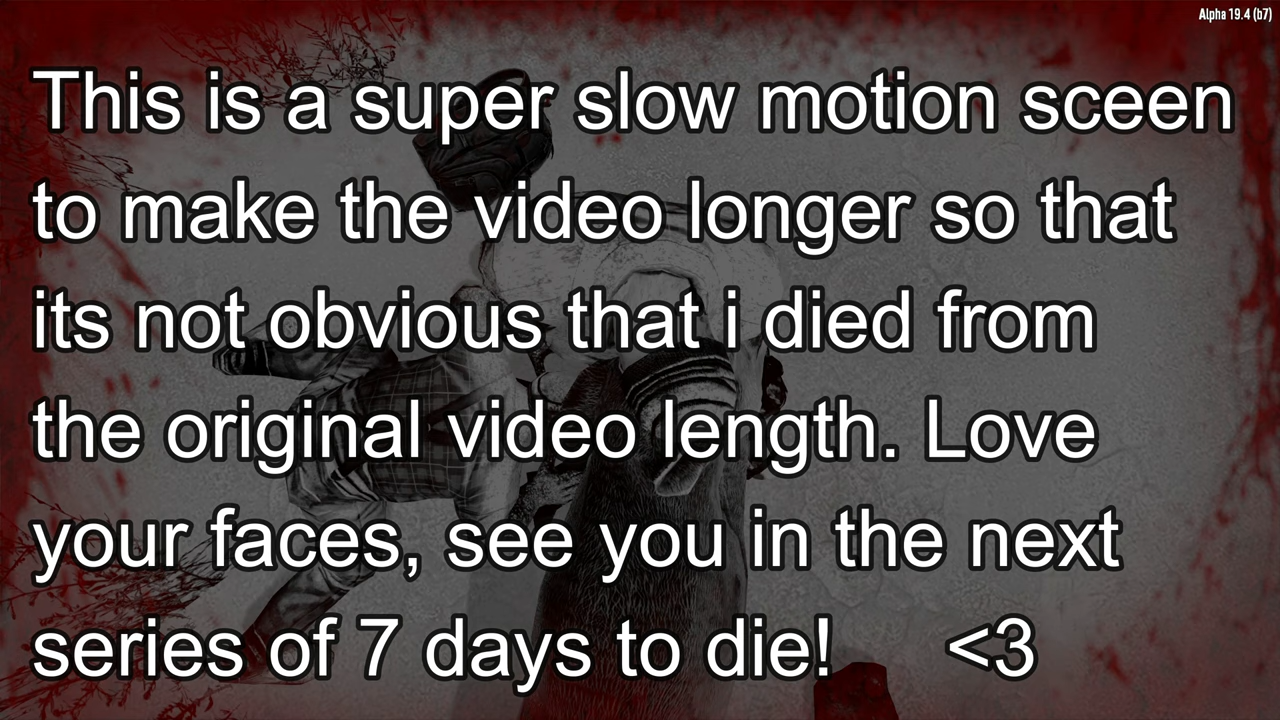 Alpha 19.4 (b7)
This is a super slow motion sceen
to make the video longer so that
its not obvious that i died from
the original video length. Love
your faces, see you in the next
series of 7 days to die! <3